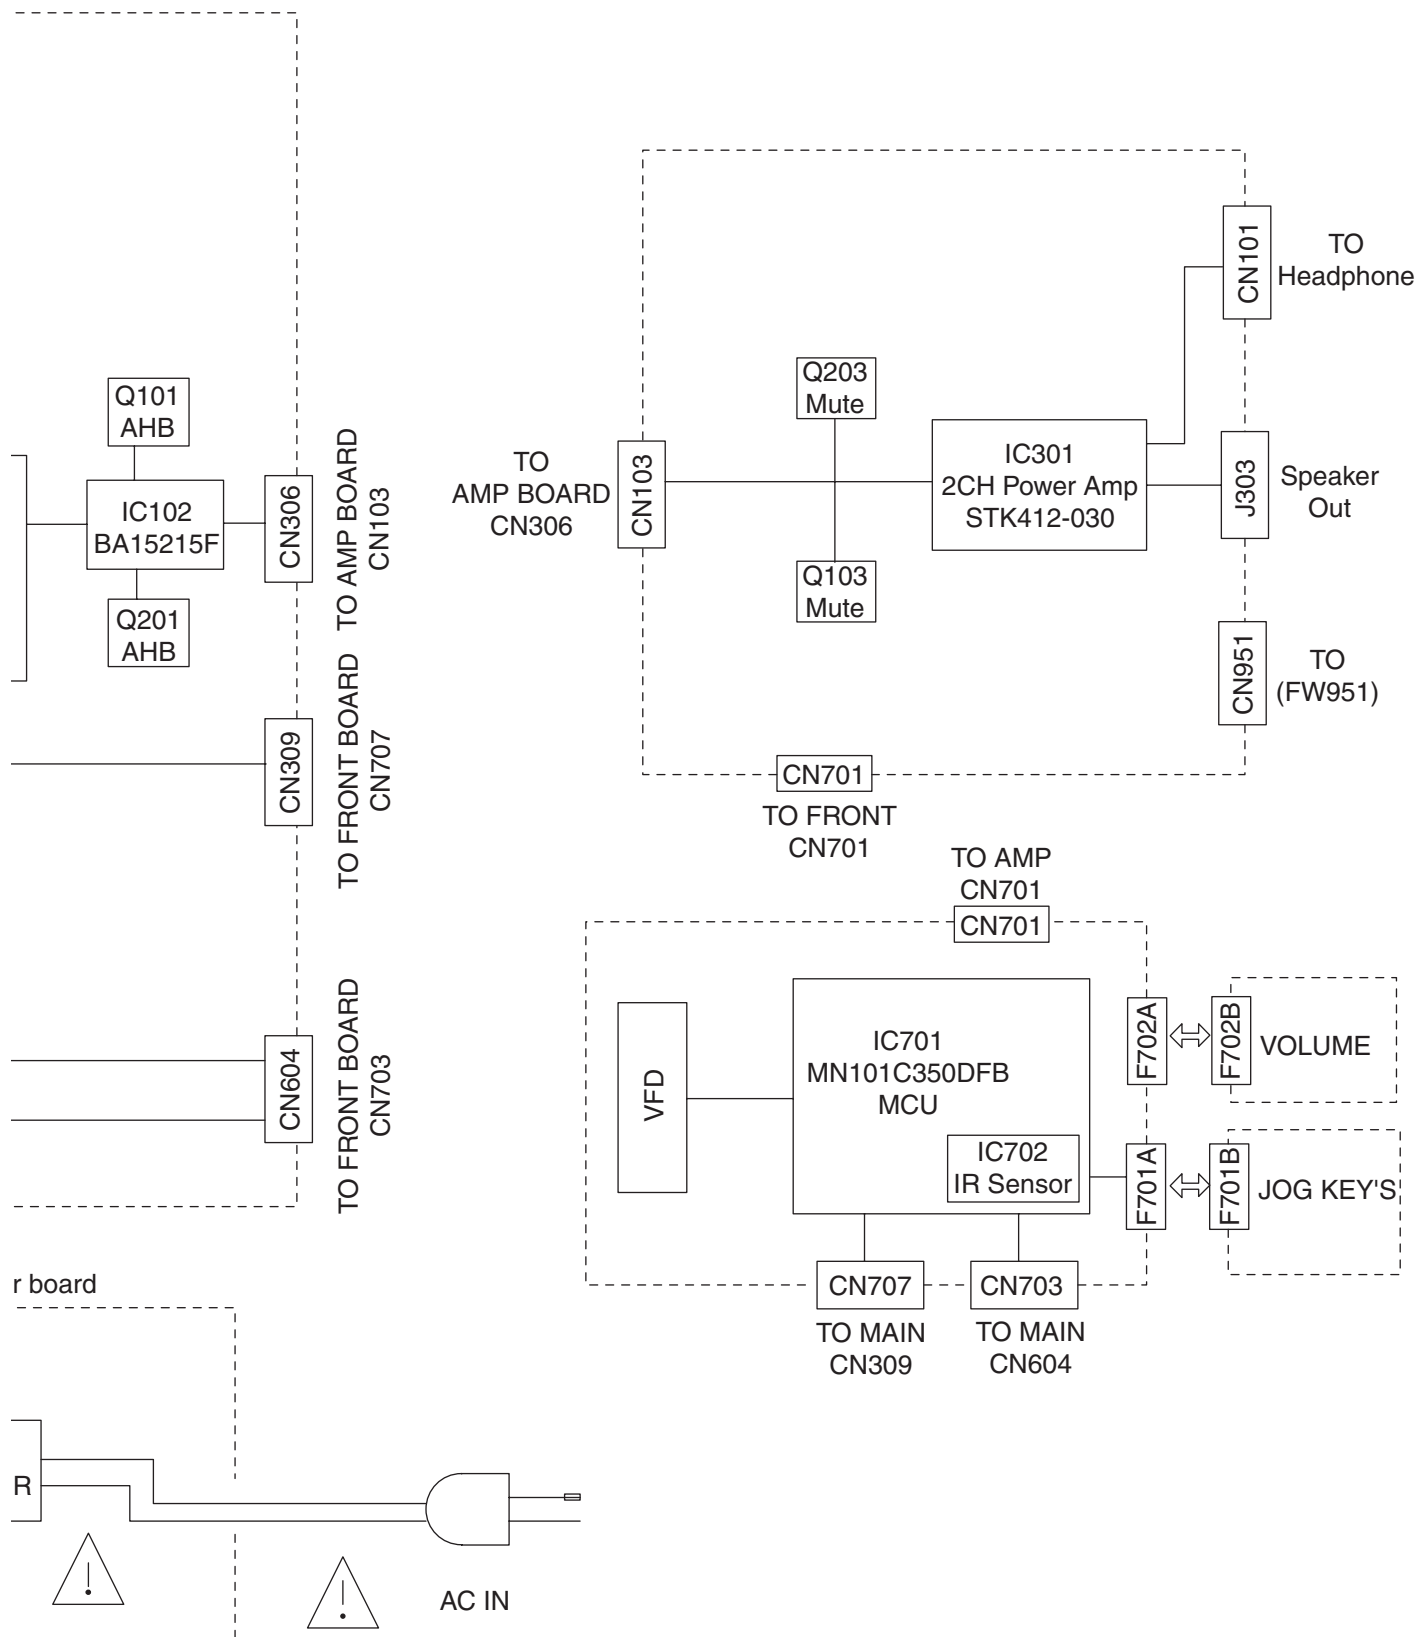 Q101
AHB
IC102
BA15215F
Q201
AHB
CN306
TO AMP BOARD
CN103
CN309
TO FRONT BOARD
CN707
CN604
TO FRONT BOARD
CN703
TO
AMP BOARD
CN306
CN103
Q203
Mute
Q103
Mute
IC301
2CH Power Amp
STK412-030
CN101
TO
Headphone
J303
Speaker
Out
CN951
TO
(FW951)
CN701
TO FRONT
CN701
TO AMP
CN701
CN701
VFD
IC701
MN101C350DFB
MCU
IC702
IR Sensor
F702A
F702B
VOLUME
F701A
F701B
JOG KEY'S
CN707
TO MAIN
CN309
CN703
TO MAIN
CN604
r board
R
!
!
AC IN